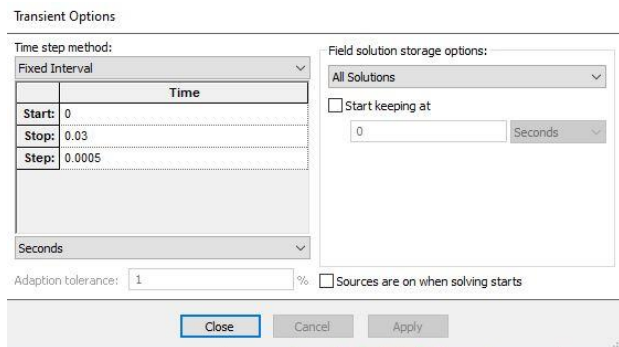 Transient Options
Time step method:
Fixed Interval
Time
Start: 0
Stop: 0.03
Step: 0.0005
Seconds
Adaption tolerance: 1 %
Field solution storage options:
All Solutions
Start keeping at
0 Seconds
Sources are on when solving starts
Close Cancel Apply